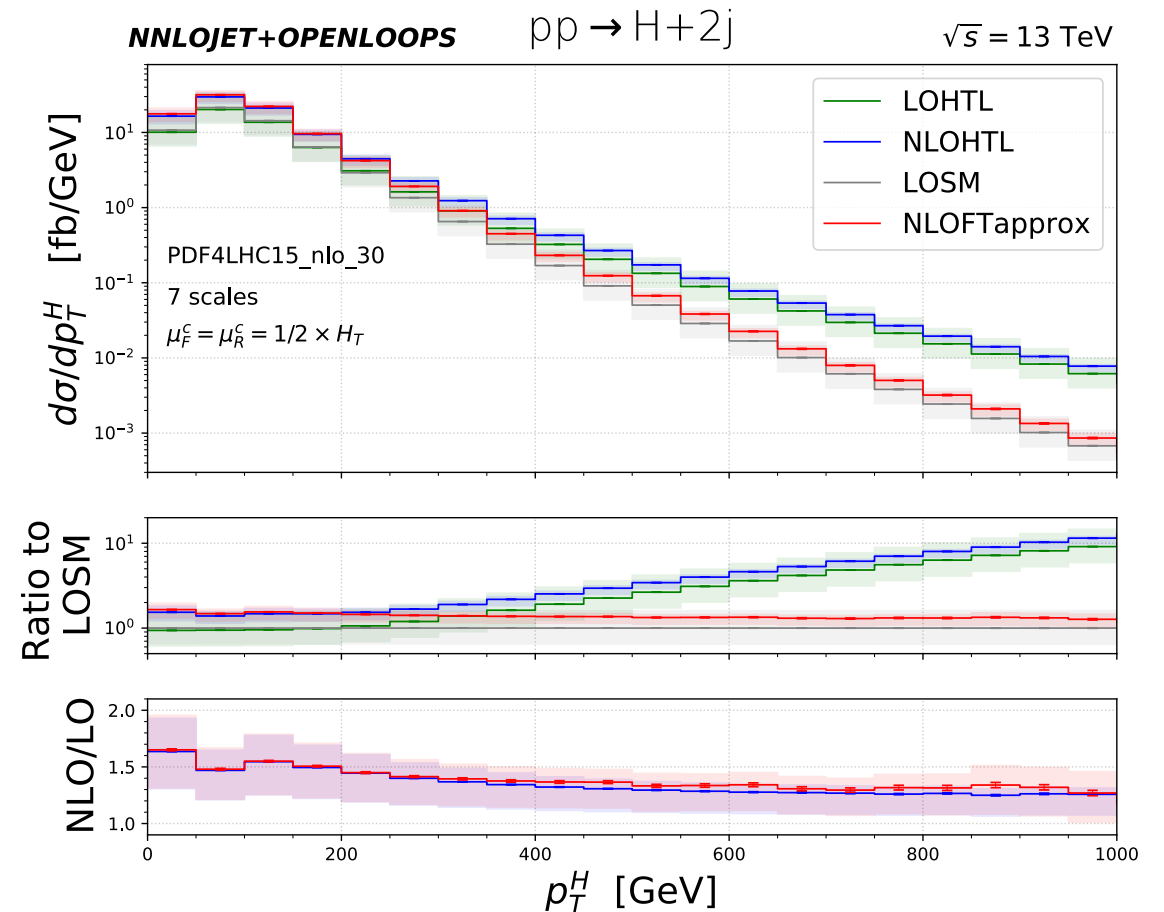 NNLOJET+OPENLOOPS
pp → H+2j
√s = 13 TeV
LOHTL
NLOHTL
LOSM
NLOFTapprox
PDF4LHC15_nlo_30
7 scales
μ_F^c = μ_R^c = 1/2 × H_T
dσ/dp_T^H [fb/GeV]
10^1
10^0
10^−1
10^−2
10^−3
Ratio to
LOSM
10^1
10^0
NLO/LO
2.0
1.5
1.0
0 200 400 600 800 1000
p_T^H [GeV]